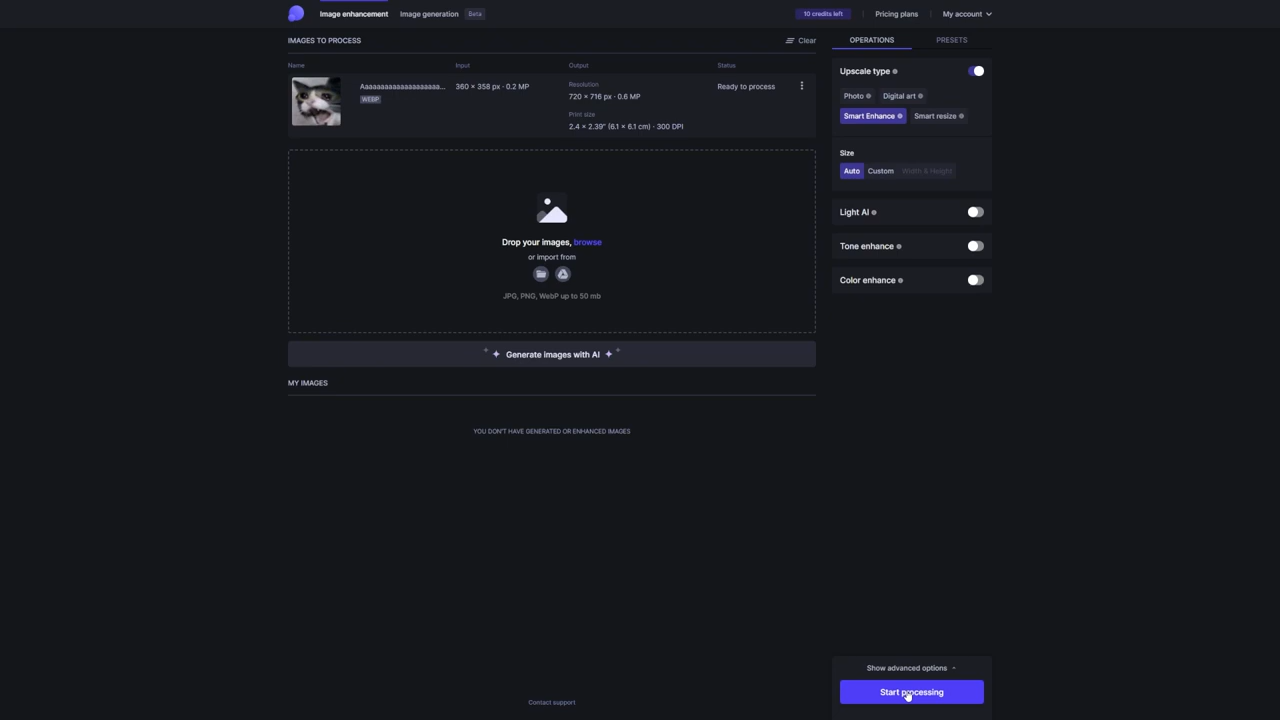 Image enhancement
Image generation
Beta
10 credits left
Pricing plans
My account
IMAGES TO PROCESS
Clear
Name
Input
Output
Status
Aaaaaaaaaaaaaaaaaaa...
WEBP
360 × 358 px · 0.2 MP
Resolution
720 × 716 px · 0.6 MP
Print size
2.4 × 2.39" (6.1 × 6.1 cm) · 300 DPI
Ready to process
Drop your images, browse
or import from
JPG, PNG, WebP up to 50 mb
Generate images with AI
MY IMAGES
YOU DON'T HAVE GENERATED OR ENHANCED IMAGES
Contact support
OPERATIONS
PRESETS
Upscale type
Photo
Digital art
Smart Enhance
Smart resize
Size
Auto
Custom
Width & Height
Light AI
Tone enhance
Color enhance
Show advanced options
Start processing